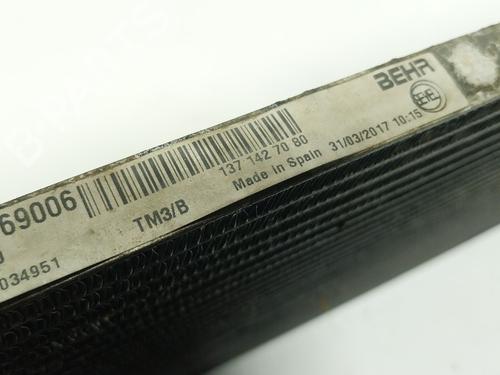 BEHR
69006
137 142 70 80
31/03/2017 10:15
Made in Spain
TM3/B
034951